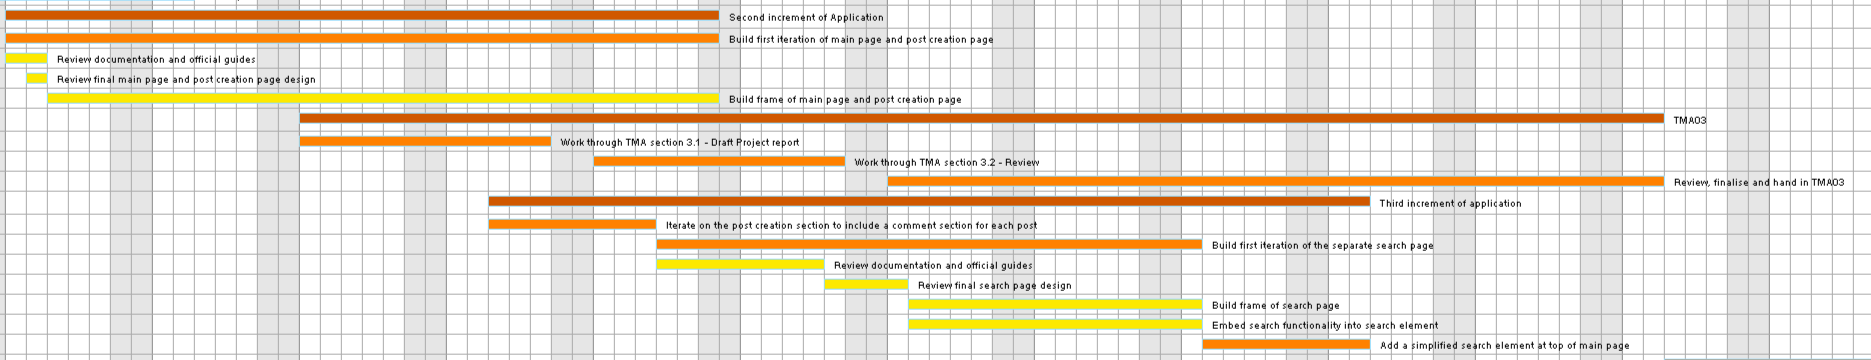 Second increment of Application
Build first iteration of main page and post creation page
Review documentation and official guides
Review final main page and post creation page design
Build frame of main page and post creation page
TMA03
Work through TMA section 3.1 - Draft Project report
Work through TMA section 3.2 - Review
Review, finalise and hand in TMA03
Third increment of application
Iterate on the post creation section to include a comment section for each post
Build first iteration of the separate search page
Review documentation and official guides
Review final search page design
Build frame of search page
Embed search functionality into search element
Add a simplified search element at top of main page